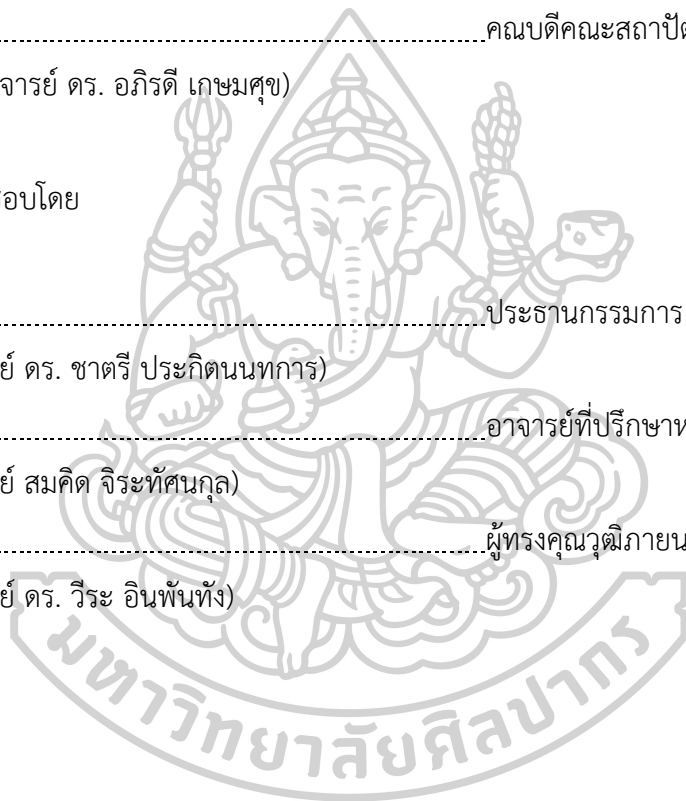 คณบดีคณะสถาปัต
จารย์ ดร. อภิรดี เกษมศุข)
อบโดย
ประธานกรรมการ
ย์ ดร. ชาตรี ประกิตนนทการ)
อาจารย์ที่ปรึกษาห
ย์ สมคิด จิระทัศนกุล)
ผู้ทรงคุณวุฒิภายน
ย์ ดร. วีระ อินพันทัง)
มหาวิทยาลัยศิลปากร